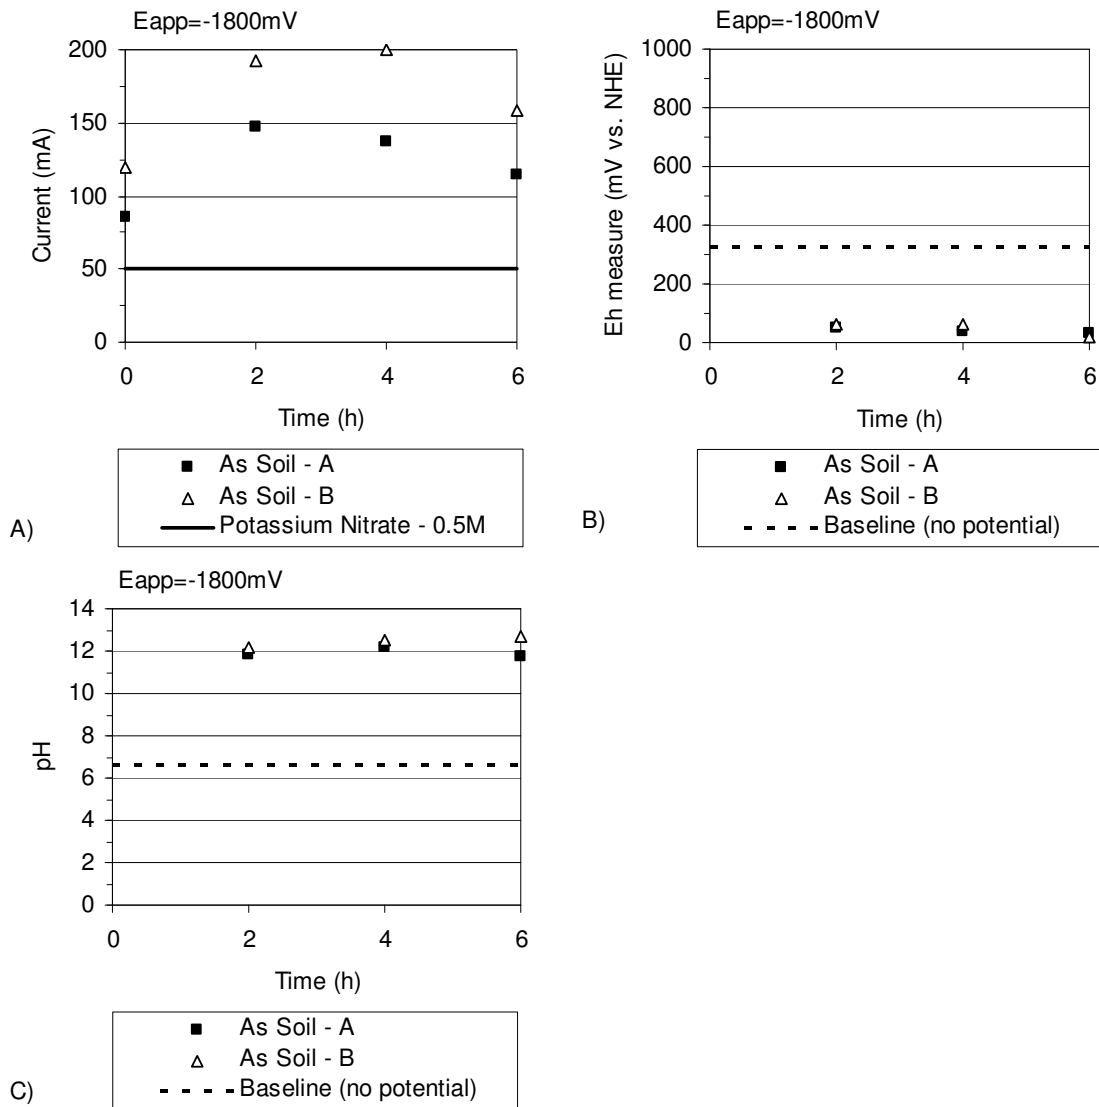 Eapp=-1800mV
200
150
100
50
0
Current (mA)
0 2 4 6
Time (h)
As Soil - A
As Soil - B
Potassium Nitrate - 0.5M
A)
Eapp=-1800mV
1000
800
600
400
200
0
Eh measure (mV vs. NHE)
0 2 4 6
Time (h)
As Soil - A
As Soil - B
Baseline (no potential)
B)
Eapp=-1800mV
14
12
10
8
6
4
2
0
pH
0 2 4 6
Time (h)
As Soil - A
As Soil - B
Baseline (no potential)
C)